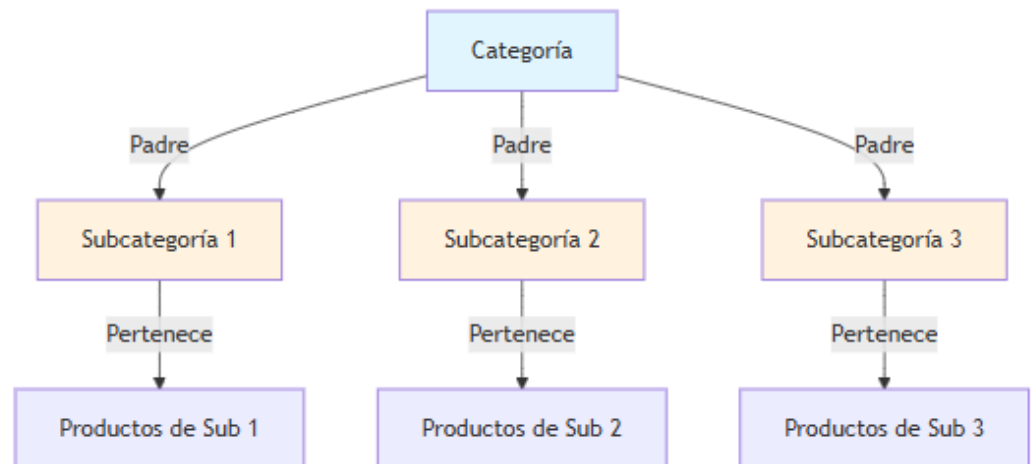 Categoría
Padre
Padre
Padre
Subcategoría 1
Subcategoría 2
Subcategoría 3
Pertenece
Pertenece
Pertenece
Productos de Sub 1
Productos de Sub 2
Productos de Sub 3